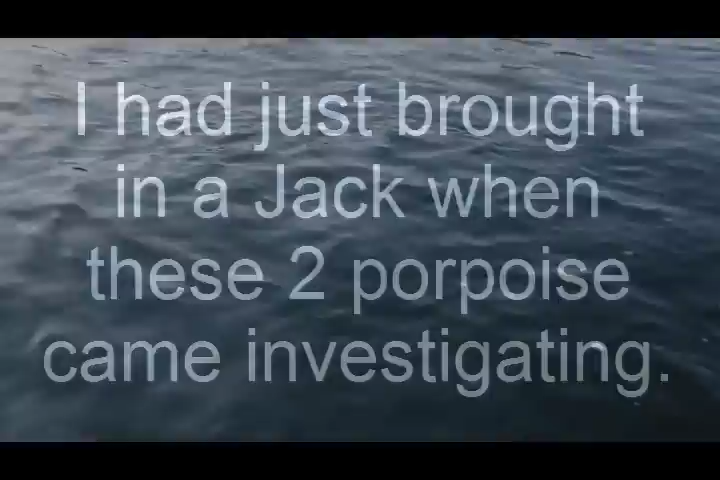 I had just brought
in a Jack when
these 2 porpoise
came investigating.